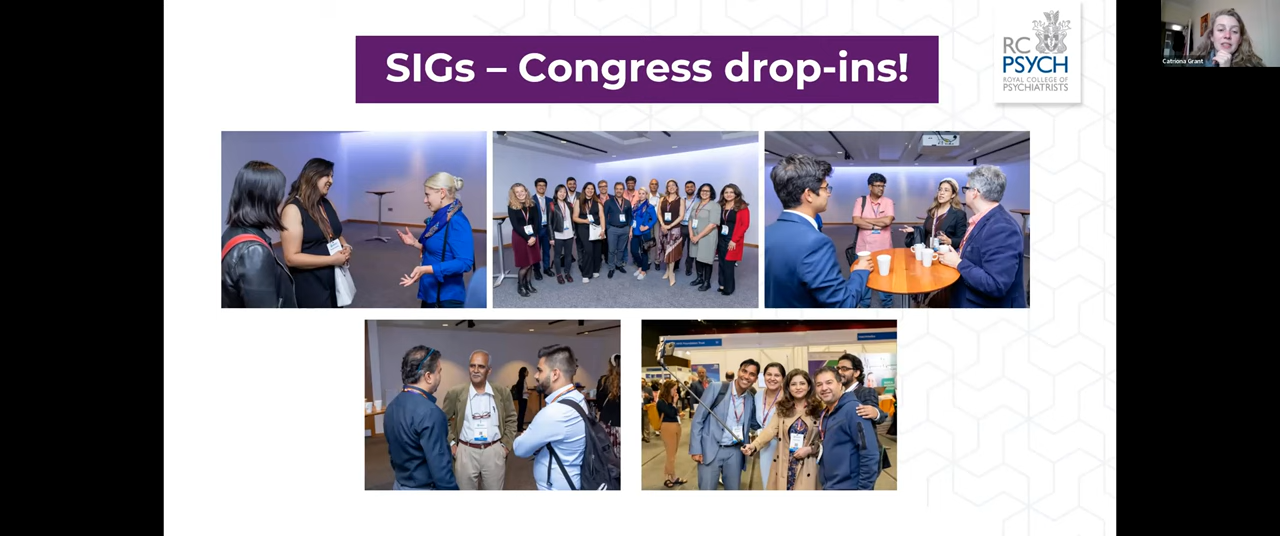 SIGs – Congress drop-ins!
RC
PSYCH
ROYAL COLLEGE OF
PSYCHIATRISTS
Catriona Grant